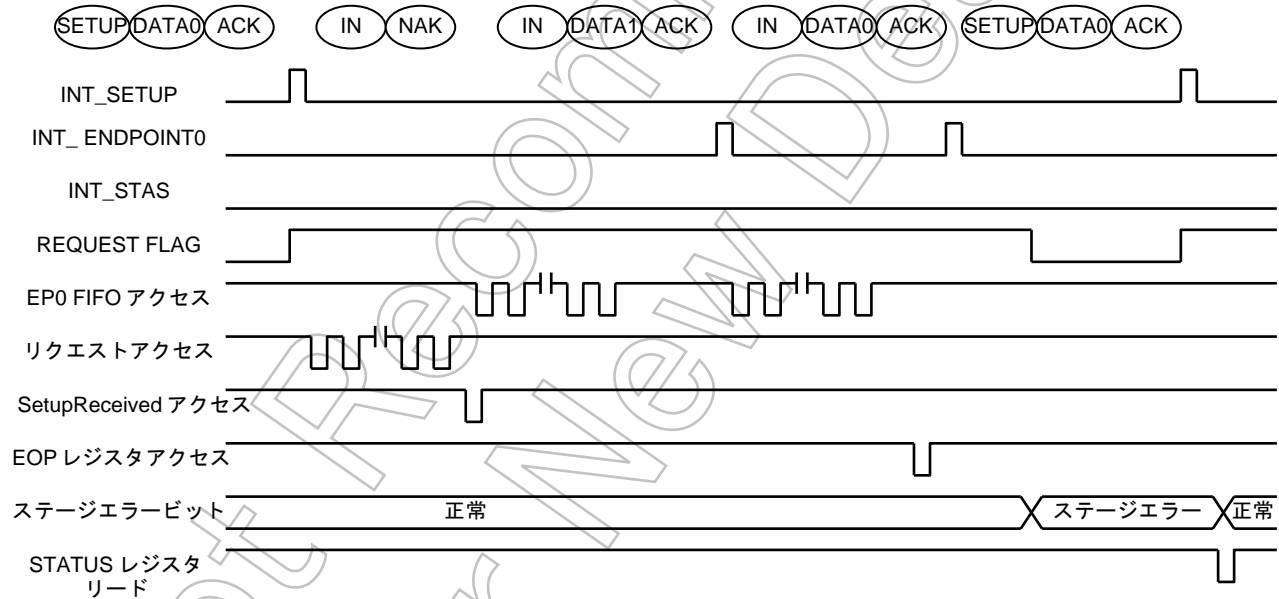 SETUP DATA0 ACK IN NAK IN DATA1 ACK IN DATA0 ACK SETUP DATA0 ACK
INT_SETUP
INT_ ENDPOINT0
INT_STAS
REQUEST FLAG
EP0 FIFO アクセス
リクエストアクセス
SetupReceived アクセス
EOP レジスタアクセス
ステージエラービット 正常 ステージエラー 正常
STATUS レジスタ
リード